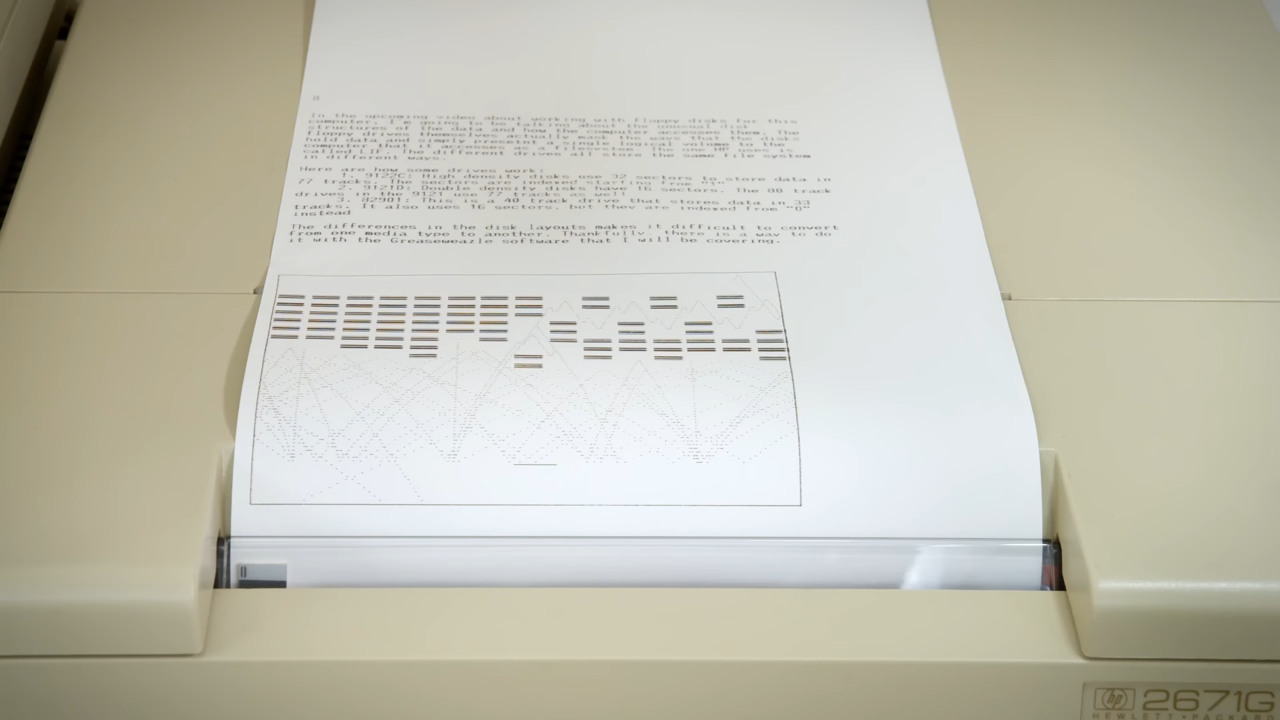 In the upcoming video about working with floppy disks for this
computer, I'm going to be talking about the unusual disk
structures of the data and how the computer accesses them. The
floppy drives themselves actually mask the ways that the disks
hold data and simply presetnt a single logical volume to the
computer that it accesses as a filesystem. The one HP uses is
called LIF. The different drives all store the same file system
in different ways.
Here are how some drives work:
1. 9122C: High density disks use 32 sectors to store data in
77 tracks. The sectors are indexed starting from "1"
2. 9121D: Double density disks have 16 sectors. The 80 track
drives in the 9121 use 77 tracks as well
3. 82901: This is a 40 track drive that stores data in 33
tracks. It also uses 16 sectors, but they are indexed from "0"
instead
The differences in the disk layouts makes it difficult to convert
from one media type to another. Thankfully, there is a way to do
it with the Greaseweazle software that I will be covering.
hp 2671G
HEWLETT-PACKARD